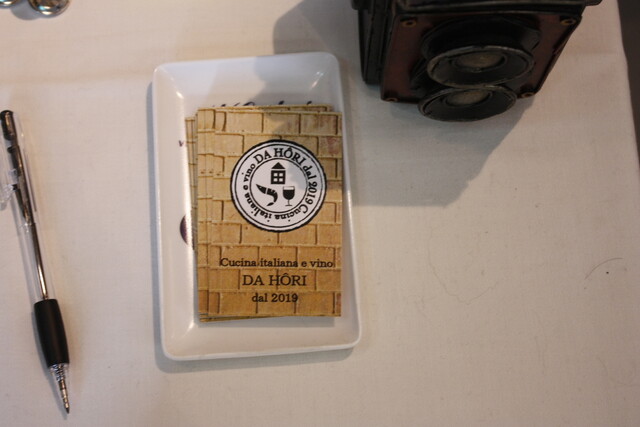 DA HÔRI dal 2019 Cucina italiana e vino
Cucina italiana e vino
DA HÔRI
dal 2019